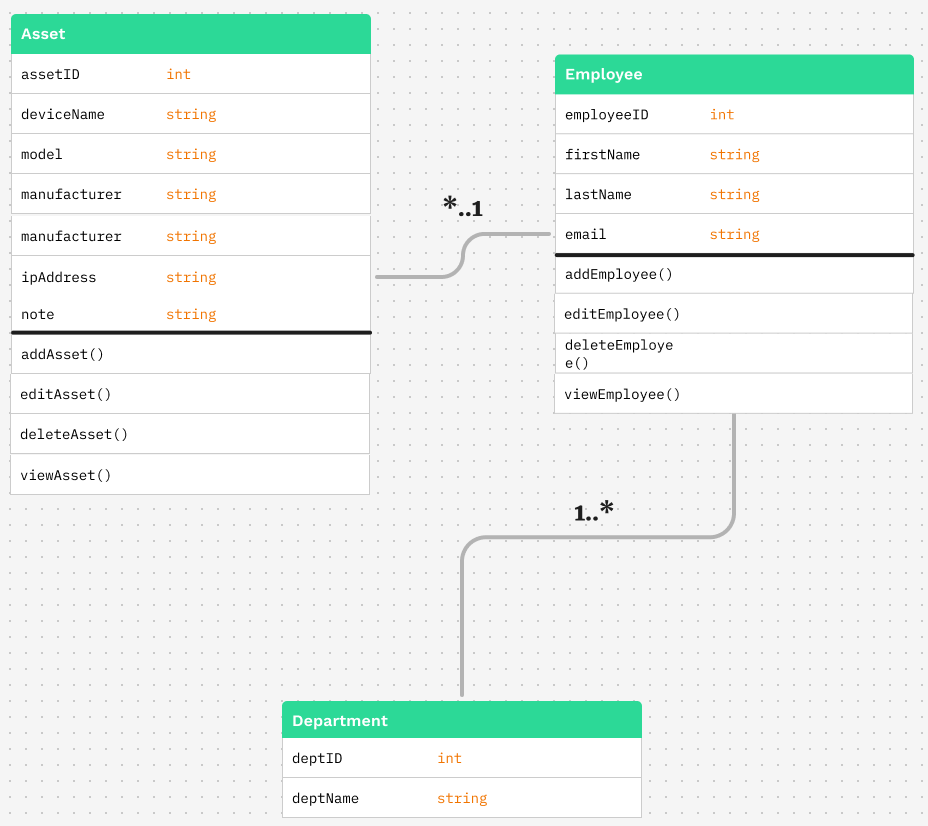 Asset
assetID int
deviceName string
model string
manufacturer string
manufacturer string
ipAddress string
note string
addAsset()
editAsset()
deleteAsset()
viewAsset()
*..1
Employee
employeeID int
firstName string
lastName string
email string
addEmployee()
editEmployee()
deleteEmploye
e()
viewEmployee()
1..*
Department
deptID int
deptName string